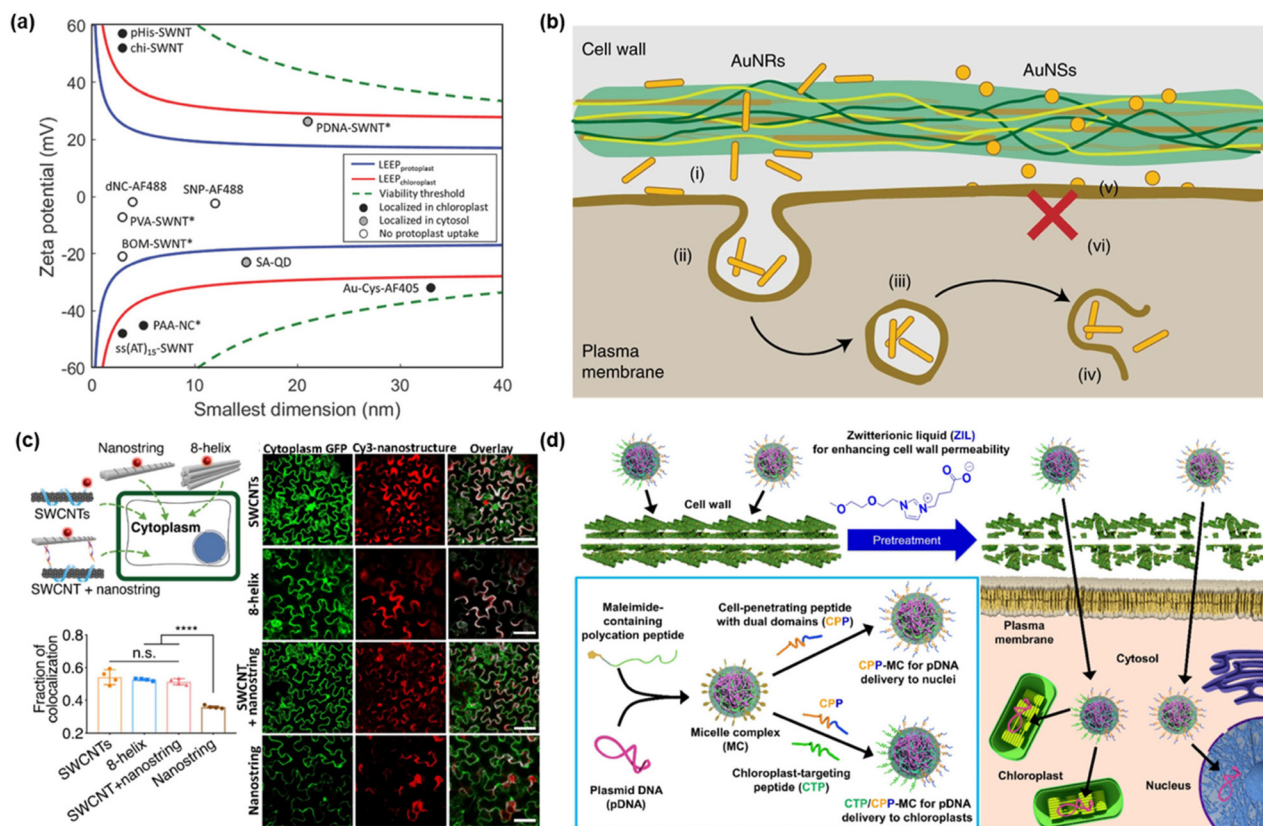 (a)
60
40
20
0
-20
-40
-60
Zeta potential (mV)
pHis-SWNT
chi-SWNT
PDNA-SWNT*
dNC-AF488
SNP-AF488
PVA-SWNT*
BOM-SWNT*
SA-QD
Au-Cys-AF405
PAA-NC*
ss(AT)₁₅-SWNT
LEEPprotoplast
LEEPchloroplast
Viability threshold
Localized in chloroplast
Localized in cytosol
No protoplast uptake
0 10 20 30 40
Smallest dimension (nm)
(b)
Cell wall
AuNRs
AuNSs
(i)
(v)
(ii)
(vi)
(iii)
(iv)
Plasma
membrane
(c)
Nanostring
8-helix
SWCNTs
Cytoplasm
SWCNT + nanostring
Cytoplasm GFP Cy3-nanostructure Overlay
SWCNTs
8-helix
SWCNT
+ nanostring
Nanostring
Fraction of
colocalization
0.8
0.6
0.4
0.2
****
n.s.
SWCNTs
8-helix
SWCNT+nanostring
Nanostring
(d)
Zwitterionic liquid (ZIL)
for enhancing cell wall permeability
Cell wall
O
O
N
N
O
O
Pretreatment
Maleimide-
containing
polycation peptide
Plasmid DNA
(pDNA)
Micelle complex
(MC)
Cell-penetrating peptide
with dual domains (CPP)
CPP-MC for pDNA
delivery to nuclei
CPP
Chloroplast-targeting
peptide (CTP)
CTP/CPP-MC for pDNA
delivery to chloroplasts
Plasma
membrane
Cytosol
Chloroplast
Nucleus